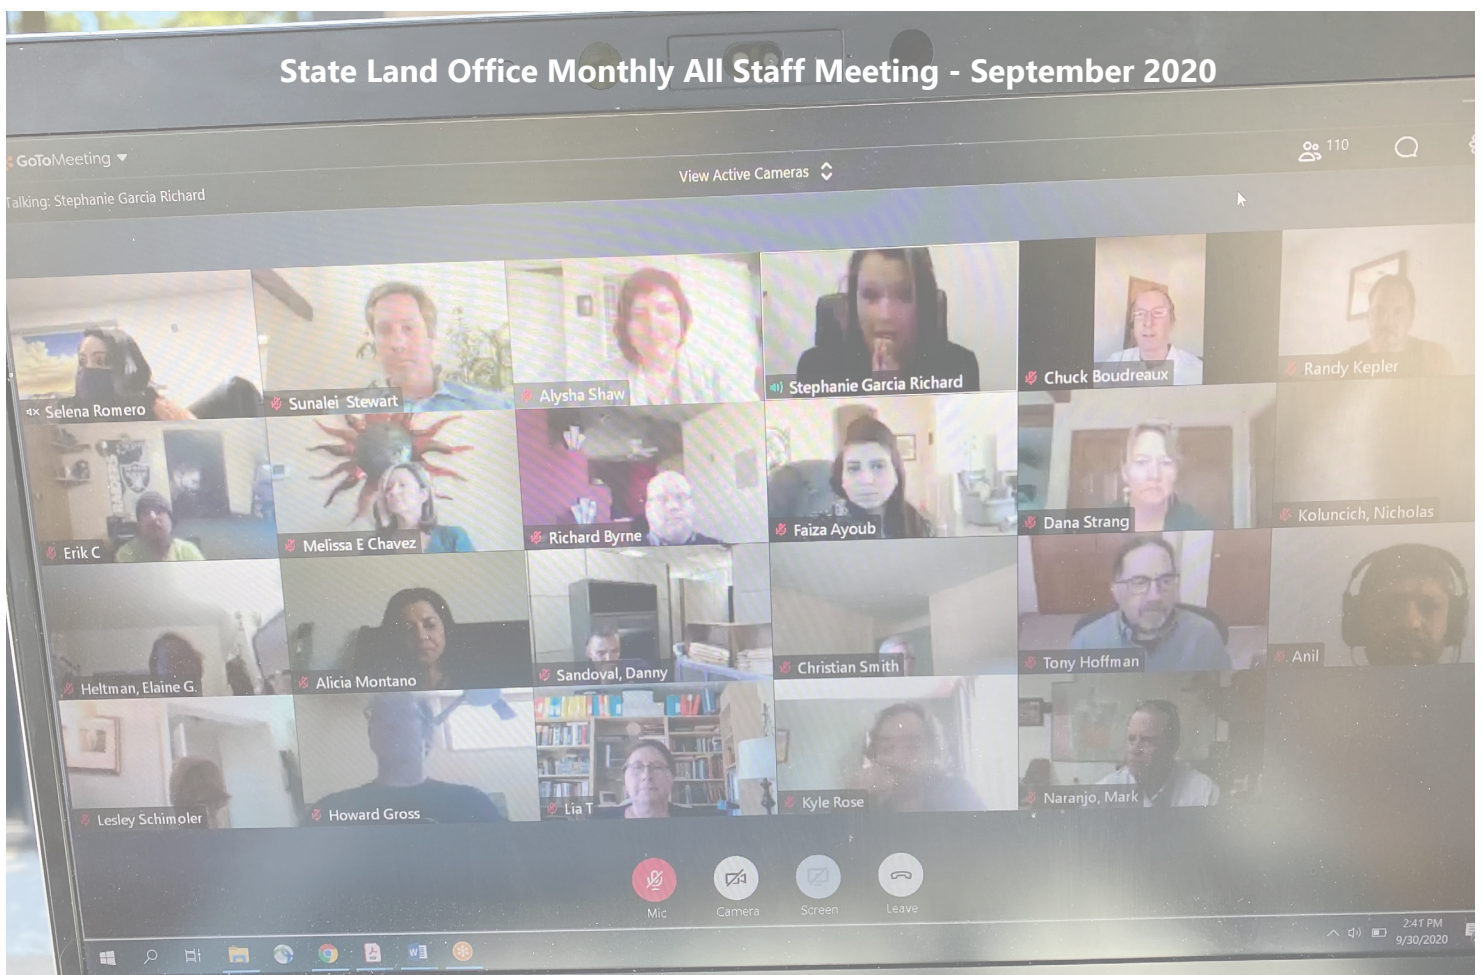 State Land Office Monthly All Staff Meeting - September 2020
GoToMeeting
110
View Active Cameras
Talking: Stephanie Garcia Richard
Selena Romero
Sunalei Stewart
Alysha Shaw
Stephanie Garcia Richard
Chuck Boudreaux
Randy Kepler
Erik C
Melissa E Chavez
Richard Byrne
Faiza Ayoub
Dana Strang
Koluncich, Nicholas
Heltman, Elaine G.
Alicia Montano
Sandoval, Danny
Christian Smith
Tony Hoffman
Anil
Lesley Schimoler
Howard Gross
Lia T
Kyle Rose
Naranjo, Mark
Mic
Camera
Screen
Leave
2:41 PM
9/30/2020